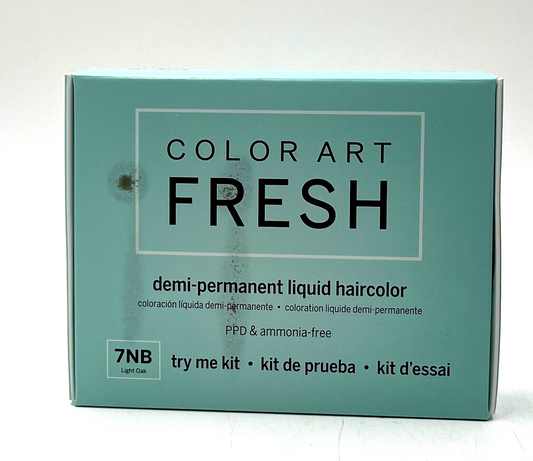 COLOR ART
FRESH
demi-permanent liquid haircolor
coloración líquida demi-permanente • coloration liquide demi-permanente
PPD & ammonia-free
7NB
Light Oak
try me kit • kit de prueba • kit d'essai